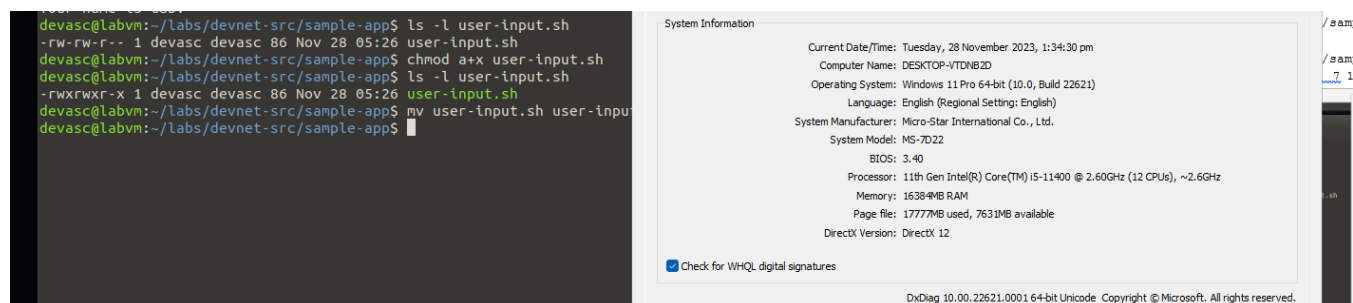 devasc@labvm:~/labs/devnet-src/sample-app$ ls -l user-input.sh
-rw-rw-r-- 1 devasc devasc 86 Nov 28 05:26 user-input.sh
devasc@labvm:~/labs/devnet-src/sample-app$ chmod a+x user-input.sh
devasc@labvm:~/labs/devnet-src/sample-app$ ls -l user-input.sh
-rwxrwxr-x 1 devasc devasc 86 Nov 28 05:26 user-input.sh
devasc@labvm:~/labs/devnet-src/sample-app$ mv user-input.sh user-inpu
devasc@labvm:~/labs/devnet-src/sample-app$
System Information
Current Date/Time: Tuesday, 28 November 2023, 1:34:30 pm
Computer Name: DESKTOP-VTDNB2D
Operating System: Windows 11 Pro 64-bit (10.0, Build 22621)
Language: English (Regional Setting: English)
System Manufacturer: Micro-Star International Co., Ltd.
System Model: MS-7D22
BIOS: 3.40
Processor: 11th Gen Intel(R) Core(TM) i5-11400 @ 2.60GHz (12 CPUs), ~2.6GHz
Memory: 16384MB RAM
Page file: 17777MB used, 7631MB available
DirectX Version: DirectX 12
Check for WHQL digital signatures
DxDiag 10.00.22621.0001 64-bit Unicode Copyright © Microsoft. All rights reserved.
/sam
/sam
7 1